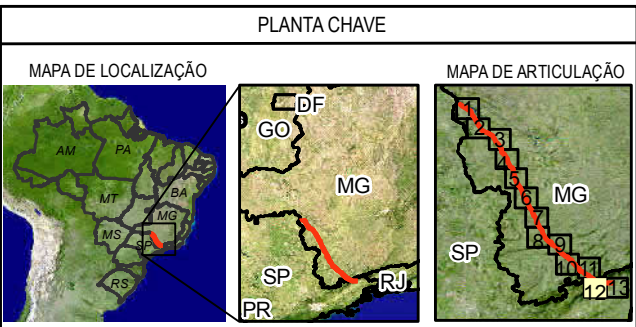 PLANTA CHAVE
MAPA DE LOCALIZAÇÃO
AM
PA
MT
BA
MG
MS
SP
RS
DF
GO
MG
SP
RJ
PR
MAPA DE ARTICULAÇÃO
1
2
3
4
5
6
7
8
9
10
11
12
13
MG
SP